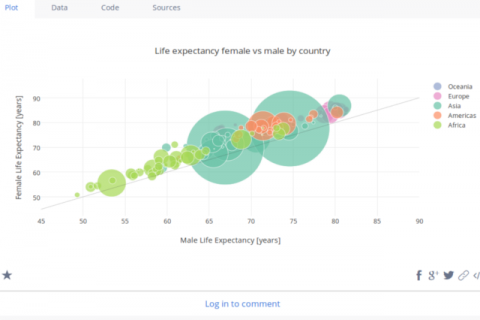 Plot Data Code Sources
Life expectancy female vs male by country
Oceania
Europe
Asia
Americas
Africa
Female Life Expectancy [years]
90
80
70
60
50
45 50 55 60 65 70 75 80 85 90
Male Life Expectancy [years]
Log in to comment